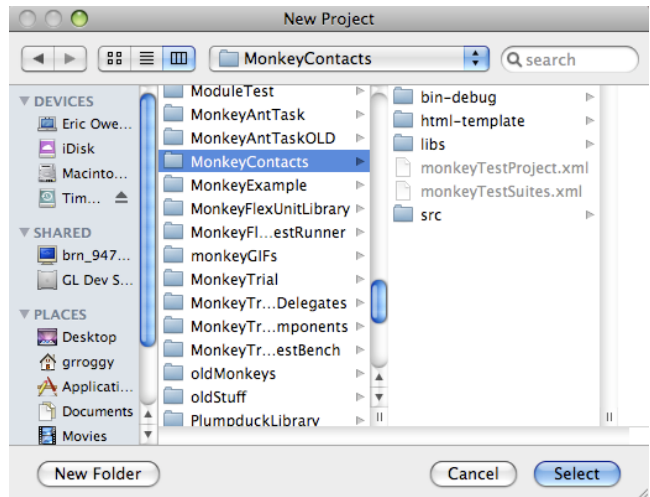 New Project
MonkeyContacts
search
DEVICES
Eric Owe...
iDisk
Macinto...
Tim...
SHARED
brn_947...
GL Dev S...
PLACES
Desktop
grroggy
Applicati...
Documents
Movies
ModuleTest
MonkeyAntTask
MonkeyAntTaskOLD
MonkeyContacts
MonkeyExample
MonkeyFlexUnitLibrary
MonkeyFl...estRunner
monkeyGIFs
MonkeyTrial
MonkeyTr...Delegates
MonkeyTr...mponents
MonkeyTr...estBench
oldMonkeys
oldStuff
PlumpduckLibrary
bin-debug
html-template
libs
monkeyTestProject.xml
monkeyTestSuites.xml
src
New Folder
Cancel
Select